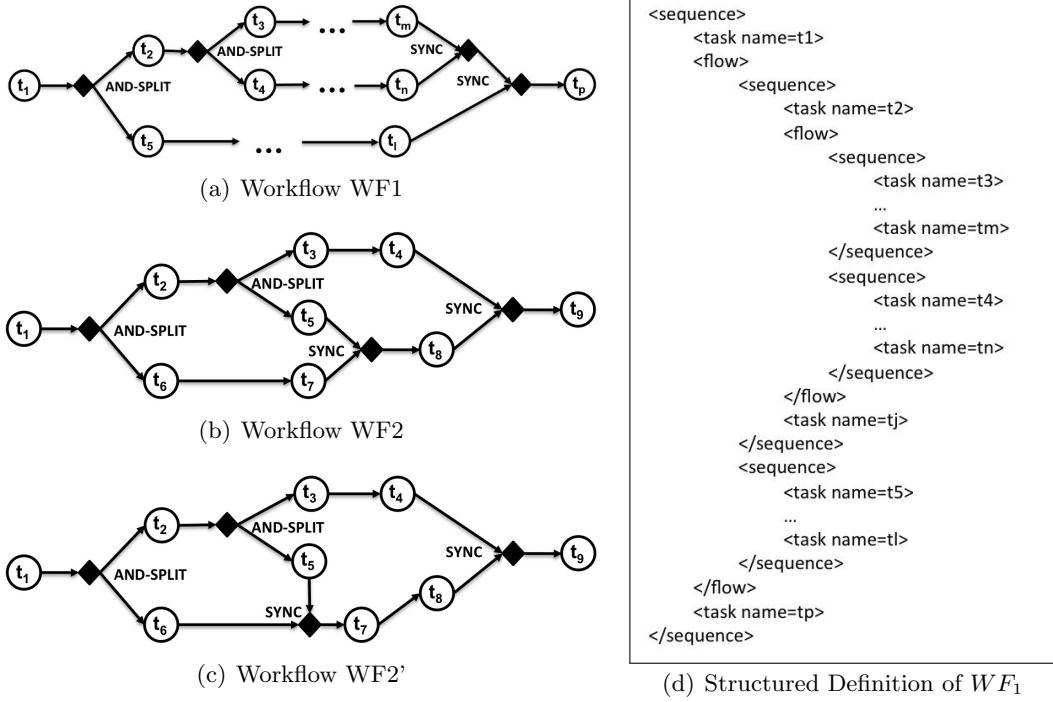 t3 ... tm
AND-SPLIT SYNC
t2
t4 ... tn
t1 AND-SPLIT SYNC tp
t5 ... tl
(a) Workflow WF1
t3 t4
t2 AND-SPLIT
t5 SYNC
t1 AND-SPLIT t9
SYNC t8
t6 t7
(b) Workflow WF2
t3 t4
t2 AND-SPLIT
t5 SYNC
t1 AND-SPLIT t9
SYNC t8
t6 t7
(c) Workflow WF2'
<sequence>
<task name=t1>
<flow>
<sequence>
<task name=t2>
<flow>
<sequence>
<task name=t3>
...
<task name=tm>
</sequence>
<sequence>
<task name=t4>
...
<task name=tn>
</sequence>
</flow>
<task name=tj>
</sequence>
<sequence>
<task name=t5>
...
<task name=tl>
</sequence>
</flow>
<task name=tp>
</sequence>
(d) Structured Definition of WF1